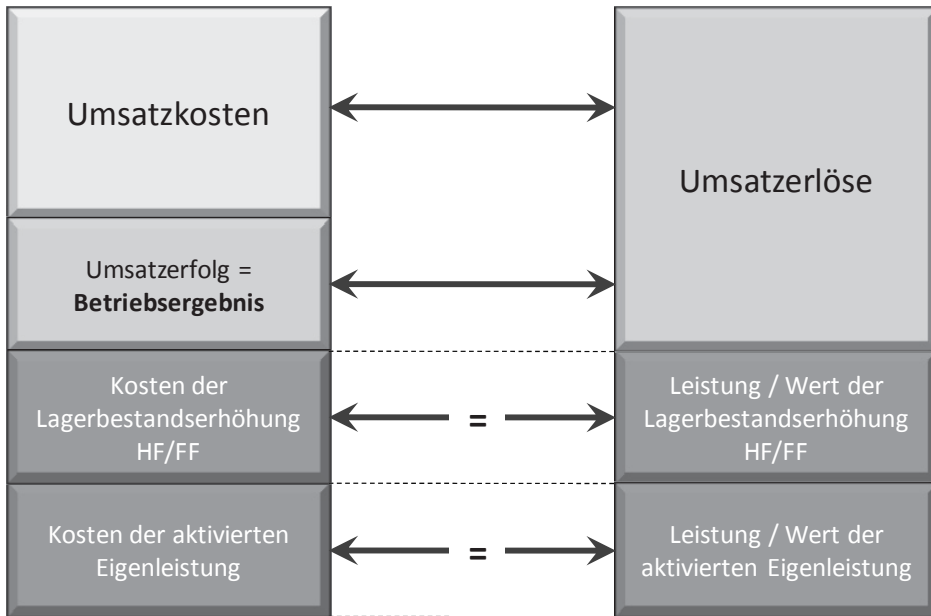 Umsatzkosten
Umsatzerfolg =
Betriebsergebnis
Kosten der
Lagerbestandserhöhung
HF/FF
Kosten der aktivierten
Eigenleistung
=
=
Umsatzerlöse
Leistung / Wert der
Lagerbestandserhöhung
HF/FF
Leistung / Wert der
aktivierten Eigenleistung